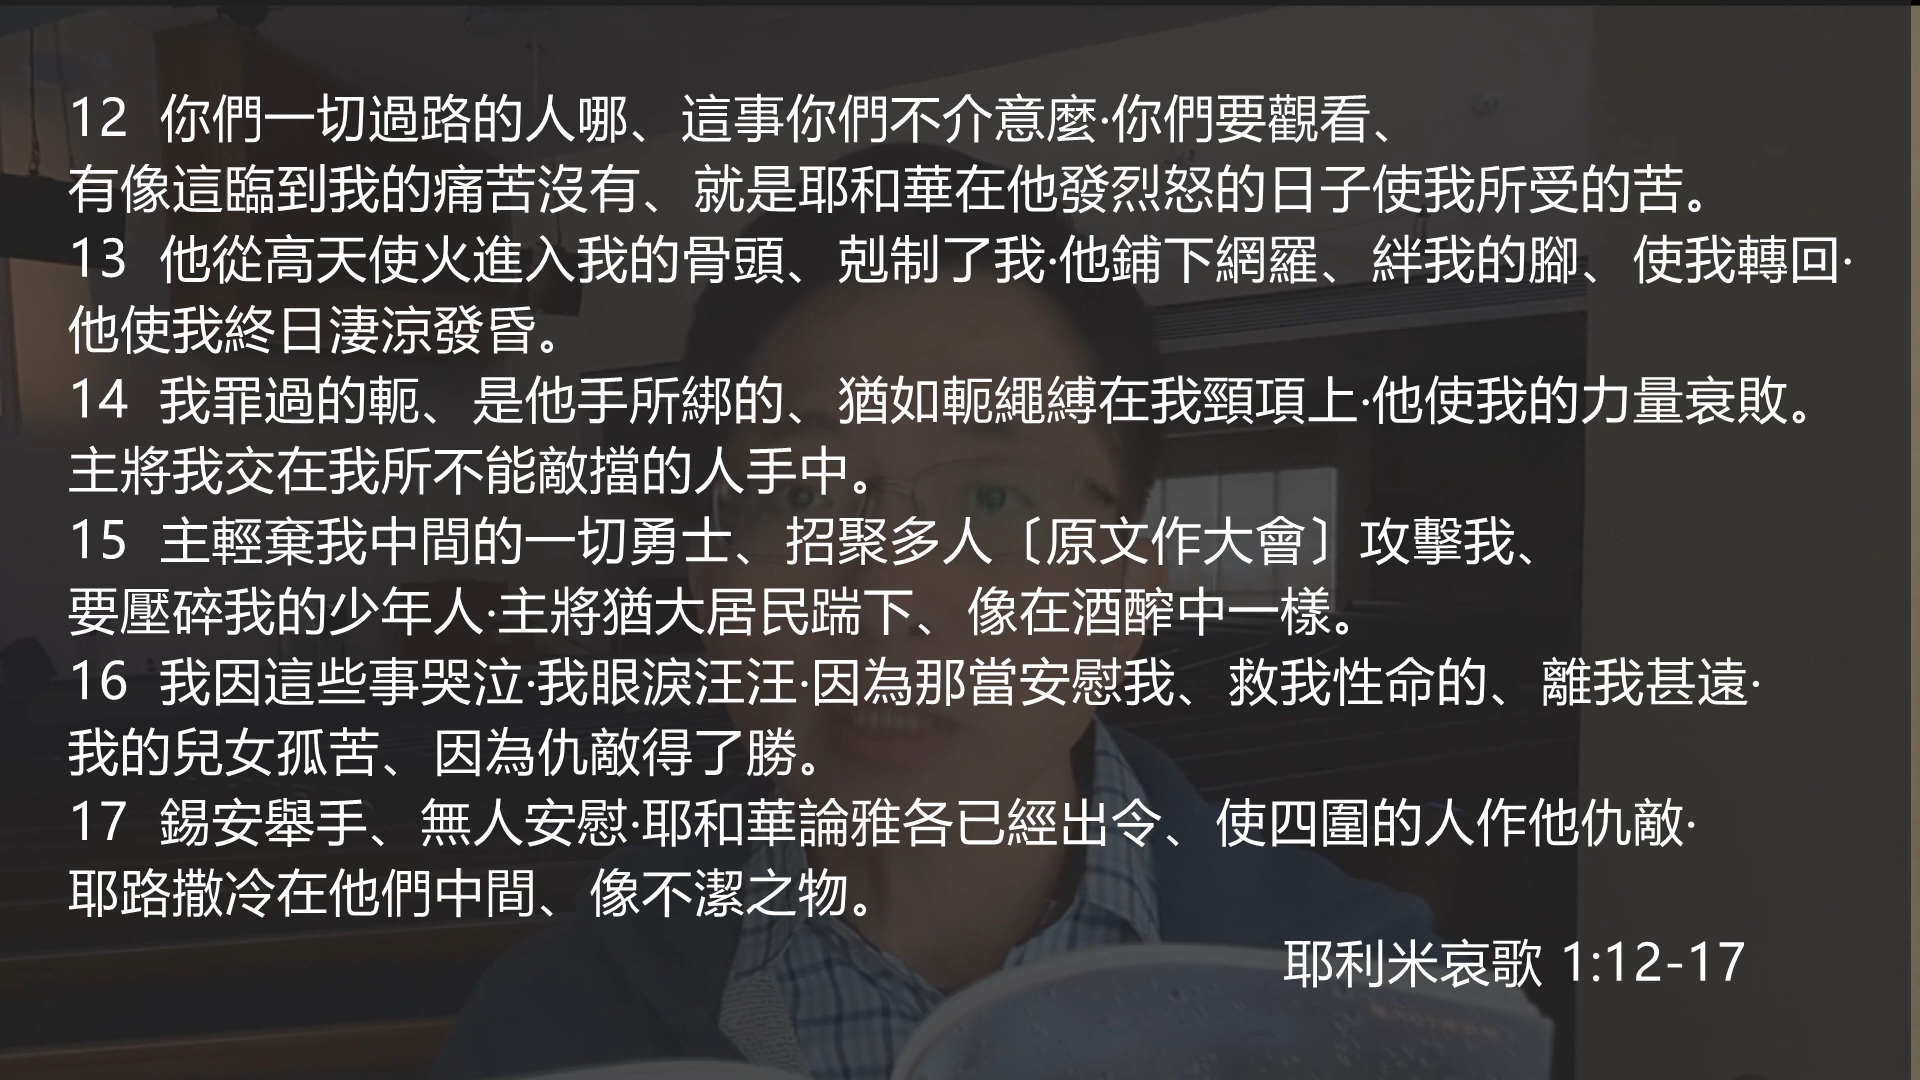 12 你們一切過路的人哪、這事你們不介意麼·你們要觀看、
有像這臨到我的痛苦沒有、就是耶和華在他發烈怒的日子使我所受的苦。
13 他從高天使火進入我的骨頭、剋制了我·他鋪下網羅、絆我的腳、使我轉回·
他使我終日淒涼發昏。
14 我罪過的軛、是他手所綁的、猶如軛繩縛在我頸項上·他使我的力量衰敗。
主將我交在我所不能敵擋的人手中。
15 主輕棄我中間的一切勇士、招聚多人〔原文作大會〕攻擊我、
要壓碎我的少年人·主將猶大居民踹下、像在酒醡中一樣。
16 我因這些事哭泣·我眼淚汪汪·因為那當安慰我、救我性命的、離我甚遠·
我的兒女孤苦、因為仇敵得了勝。
17 錫安舉手、無人安慰·耶和華論雅各已經出令、使四圍的人作他仇敵·
耶路撒冷在他們中間、像不潔之物。
耶利米哀歌 1:12-17